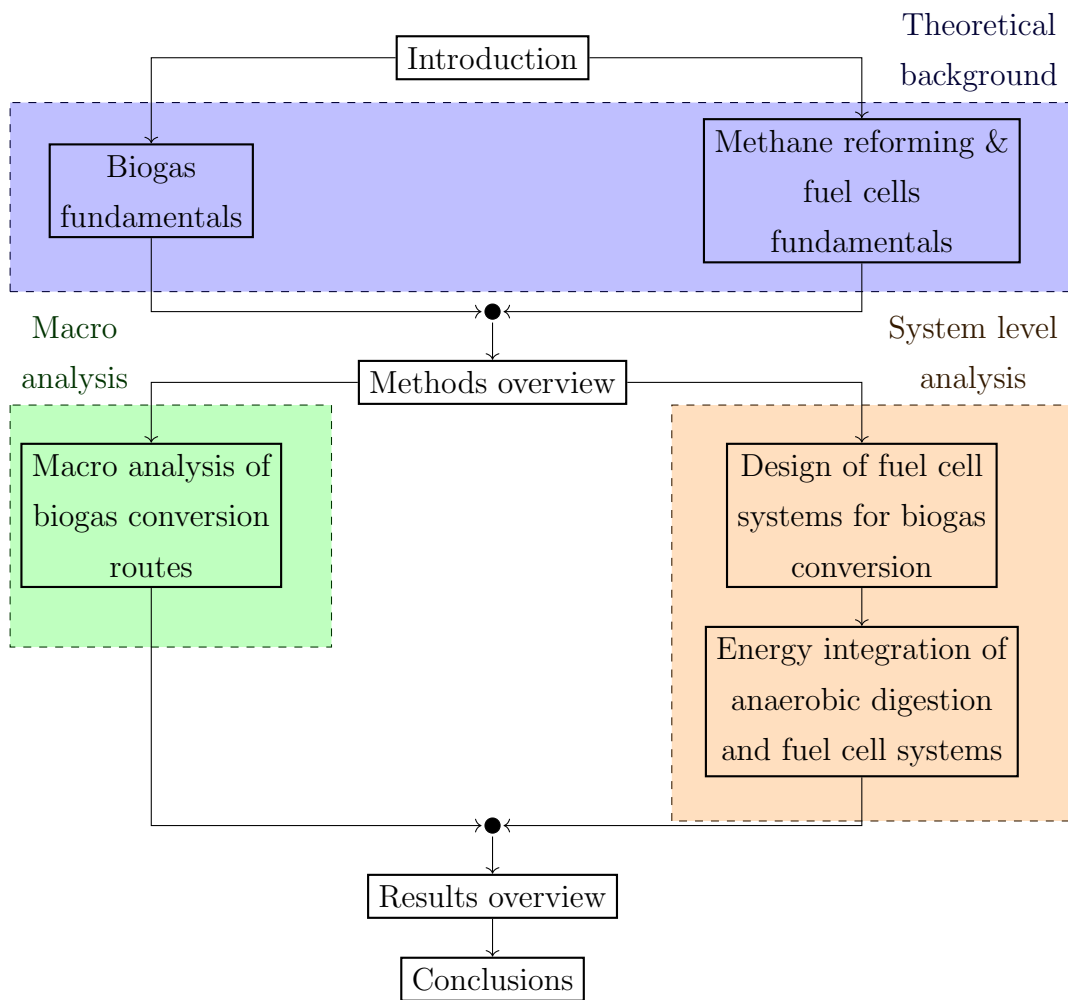 Theoretical
background
Introduction
Biogas
fundamentals
Methane reforming &
fuel cells
fundamentals
Macro
analysis
System level
analysis
Methods overview
Macro analysis of
biogas conversion
routes
Design of fuel cell
systems for biogas
conversion
Energy integration of
anaerobic digestion
and fuel cell systems
Results overview
Conclusions